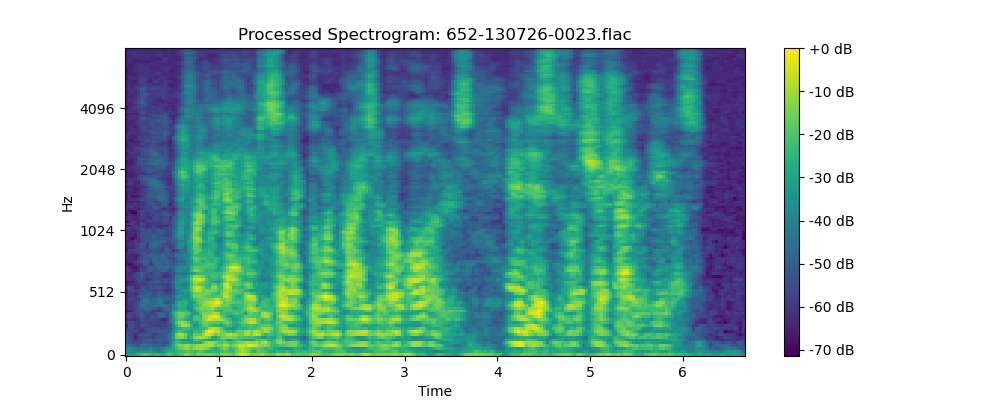 Processed Spectrogram: 652-130726-0023.flac
Hz
4096
2048
1024
512
0
0 1 2 3 4 5 6
Time
+0 dB
-10 dB
-20 dB
-30 dB
-40 dB
-50 dB
-60 dB
-70 dB